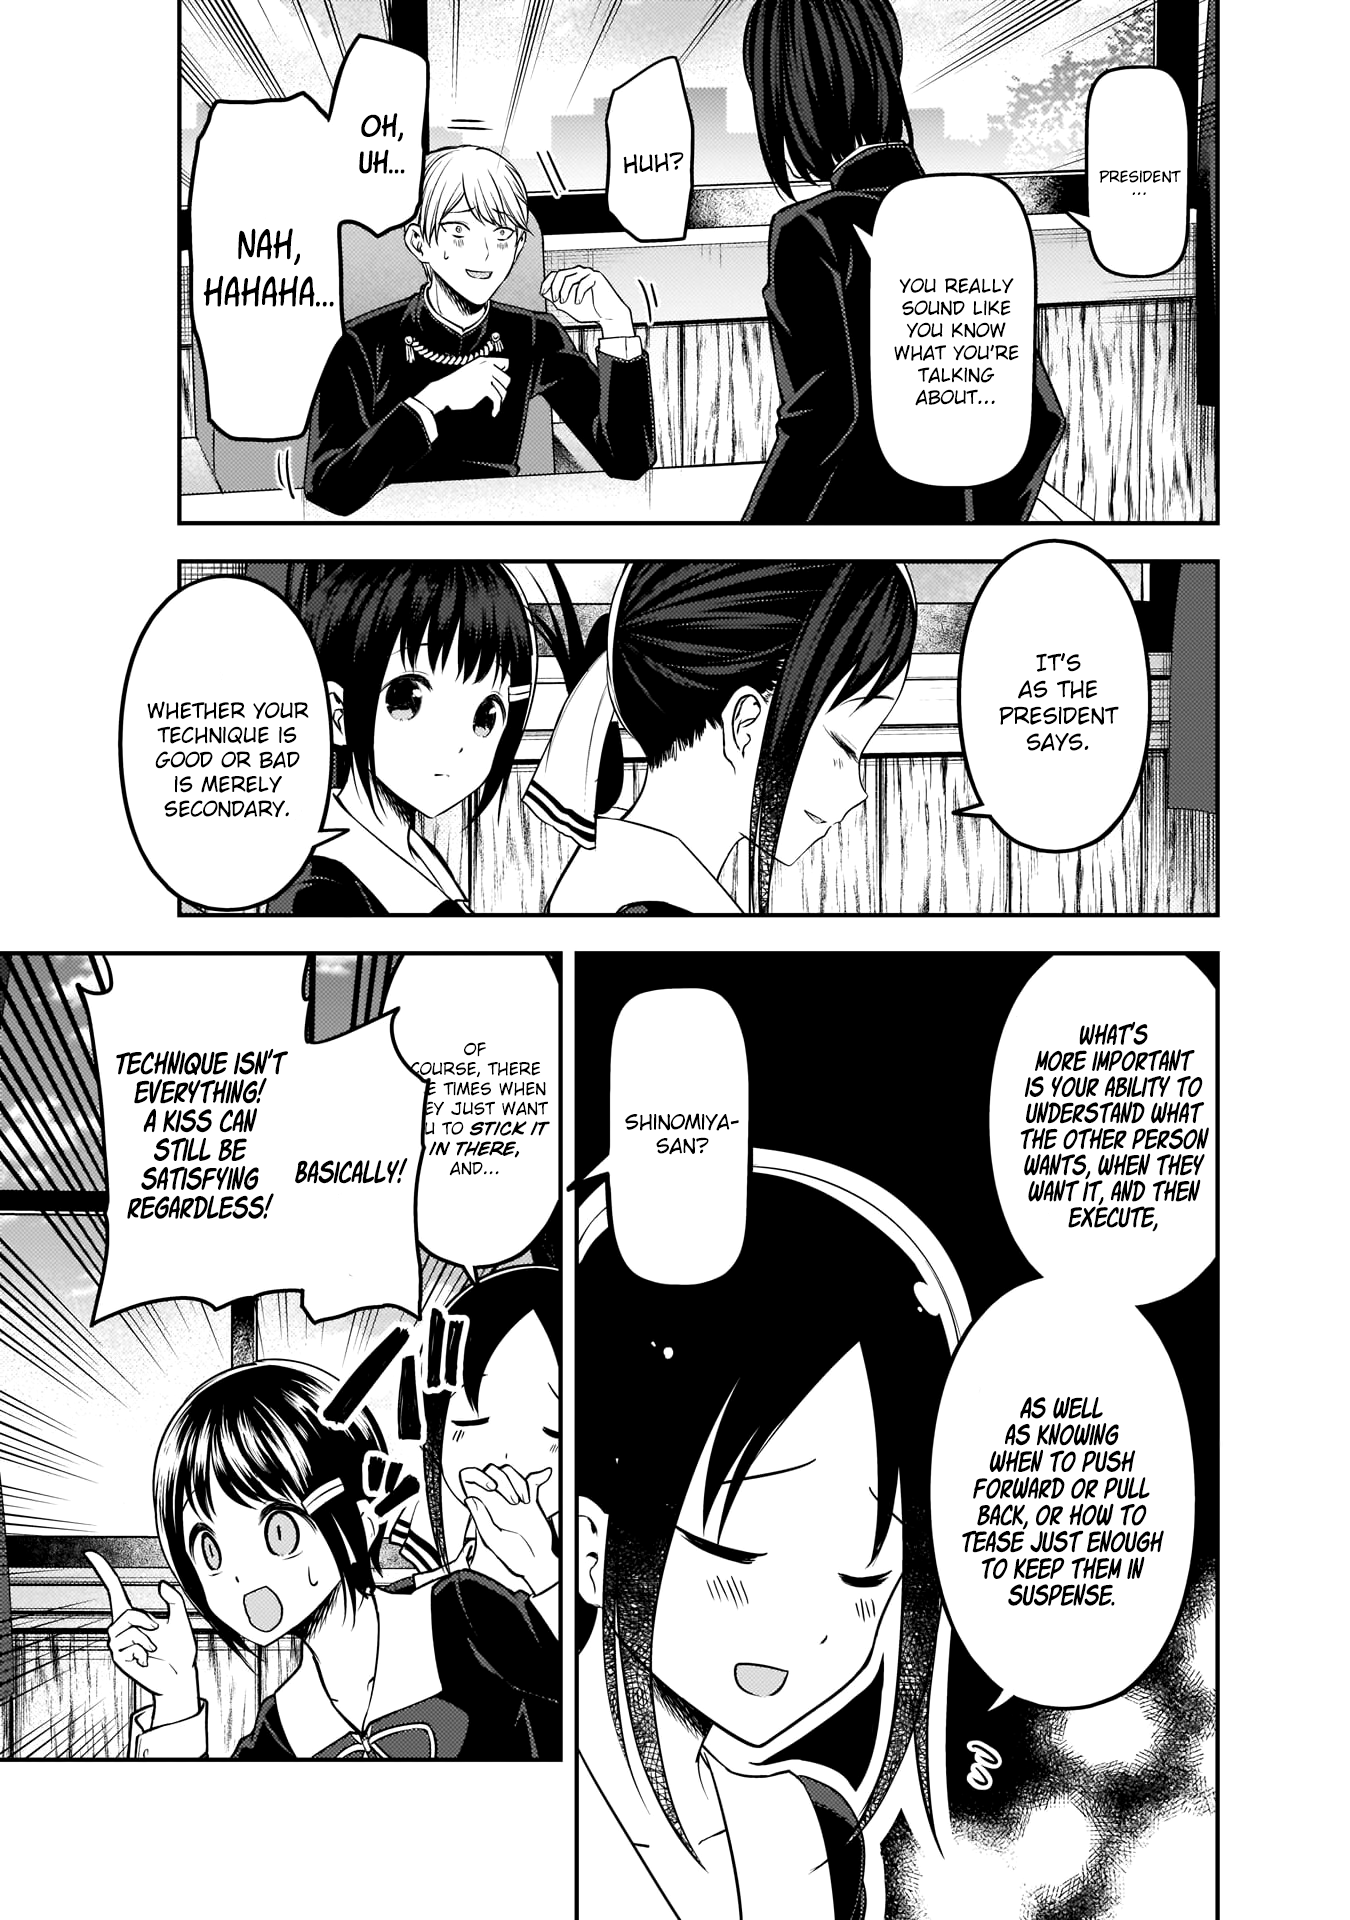 PRESIDENT
...
YOU REALLY
SOUND LIKE
YOU KNOW
WHAT YOU'RE
TALKING
ABOUT...
HUH?
OH,
UH...
NAH,
HAHAHA...
IT'S
AS THE
PRESIDENT
SAYS.
WHETHER YOUR
TECHNIQUE IS
GOOD OR BAD
IS MERELY
SECONDARY.
WHAT'S
MORE IMPORTANT
IS YOUR ABILITY TO
UNDERSTAND WHAT
THE OTHER PERSON
WANTS, WHEN THEY
WANT IT, AND THEN
EXECUTE,
AS WELL
AS KNOWING
WHEN TO PUSH
FORWARD OR PULL
BACK, OR HOW TO
TEASE JUST ENOUGH
TO KEEP THEM IN
SUSPENSE.
SHINOMIYA-
SAN?
OF
COURSE, THERE
TIMES WHEN
JUST WANT
TO STICK IT
IN THERE,
AND...
BASICALLY!
TECHNIQUE ISN'T
EVERYTHING!
A KISS CAN
STILL BE
SATISFYING
REGARDLESS!